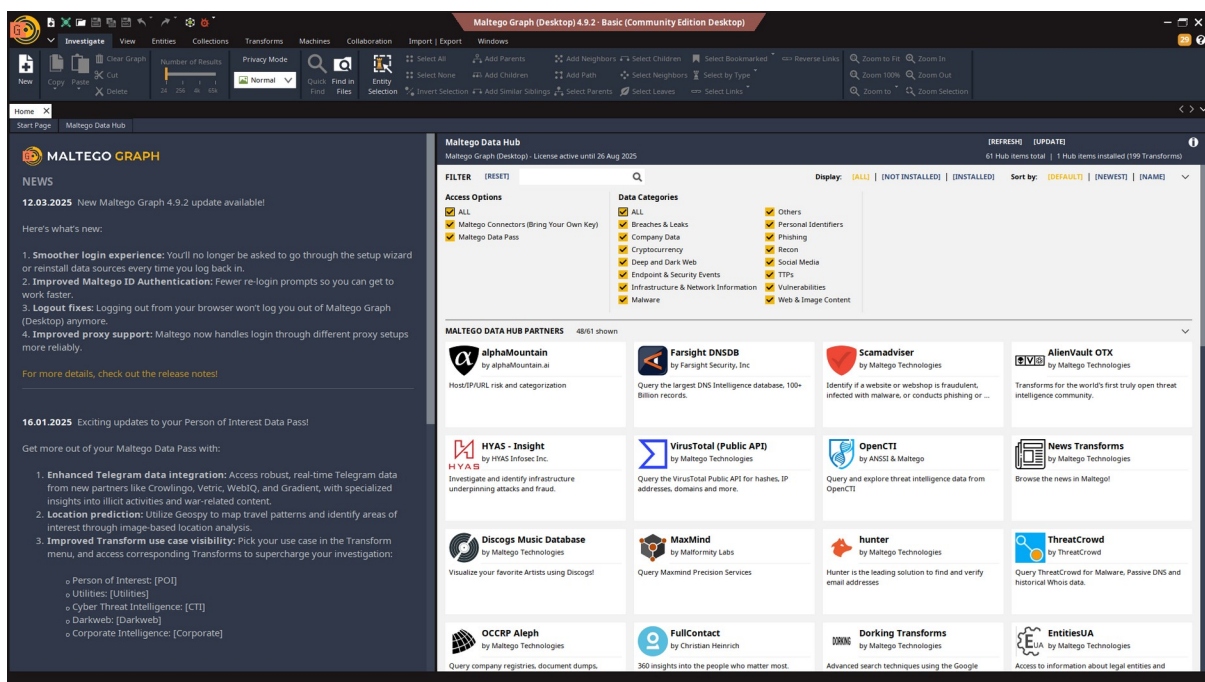 Maltego Graph (Desktop) 4.9.2 - Basic (Community Edition Desktop)
Investigate View Entities Collections Transforms Machines Collaboration Import | Export Windows
29
New
Copy
Paste
Clear Graph
Cut
Delete
Number of Results
24 256 4k 65k
Privacy Mode
Normal
Quick Find
Find in Files
Entity Selection
Select All
Select None
Invert Selection
Add Parents
Add Children
Add Similar Siblings
Add Neighbors
Add Path
Select Parents
Select Children
Select Neighbors
Select Leaves
Select Bookmarked
Select by Type
Select Links
Reverse Links
Zoom to Fit
Zoom 100%
Zoom to
Zoom In
Zoom Out
Zoom Selection
Home X
Start Page Maltego Data Hub
MALTEGO GRAPH
NEWS
12.03.2025 New Maltego Graph 4.9.2 update available!
Here's what's new:
1. Smoother login experience: You'll no longer be asked to go through the setup wizard
or reinstall data sources every time you log back in.
2. Improved Maltego ID Authentication: Fewer re-login prompts so you can get to
work faster.
3. Logout fixes: Logging out from your browser won't log you out of Maltego Graph
(Desktop) anymore.
4. Improved proxy support: Maltego now handles login through different proxy setups
more reliably.
For more details, check out the release notes!
16.01.2025 Exciting updates to your Person of Interest Data Pass!
Get more out of your Maltego Data Pass with:
1. Enhanced Telegram data integration: Access robust, real-time Telegram data
from new partners like Crowlingo, Vetric, WebIQ, and Gradient, with specialized
insights into illicit activities and war-related content.
2. Location prediction: Utilize Geospy to map travel patterns and identify areas of
interest through image-based location analysis.
3. Improved Transform use case visibility: Pick your use case in the Transform
menu, and access corresponding Transforms to supercharge your investigation:
o Person of Interest: [POI]
o Utilities: [Utilities]
o Cyber Threat Intelligence: [CTI]
o Darkweb: [Darkweb]
o Corporate Intelligence: [Corporate]
Maltego Data Hub
[REFRESH] [UPDATE]
Maltego Graph (Desktop) - License active until 26 Aug 2025
61 Hub items total | 1 Hub items installed (199 Transforms)
FILTER [RESET]
Display: [ALL] | [NOT INSTALLED] | [INSTALLED] Sort by: [DEFAULT] | [NEWEST] | [NAME]
Access Options
ALL
Maltego Connectors (Bring Your Own Key)
Maltego Data Pass
Data Categories
ALL
Breaches & Leaks
Company Data
Cryptocurrency
Deep and Dark Web
Endpoint & Security Events
Infrastructure & Network Information
Malware
Others
Personal Identifiers
Phishing
Recon
Social Media
TTPs
Vulnerabilities
Web & Image Content
MALTEGO DATA HUB PARTNERS 48/61 shown
alphaMountain
by alphaMountain.ai
Host/IP/URL risk and categorization
Farsight DNSDB
by Farsight Security, Inc
Query the largest DNS Intelligence database, 100+
Billion records.
Scamadviser
by Maltego Technologies
Identify if a website or webshop is fraudulent,
infected with malware, or conducts phishing or ...
AlienVault OTX
by Maltego Technologies
Transforms for the world's first truly open threat
intelligence community.
HYAS
HYAS - Insight
by HYAS Infosec Inc.
Investigate and identify infrastructure
underpinning attacks and fraud.
VirusTotal (Public API)
by Maltego Technologies
Query the VirusTotal Public API for hashes, IP
addresses, domains and more.
OpenCTI
by ANSSI & Maltego
Query and explore threat intelligence data from
OpenCTI
News Transforms
by Maltego Technologies
Browse the news in Maltego!
Discogs Music Database
by Maltego Technologies
Visualize your favorite Artists using Discogs!
MaxMind
by Malformity Labs
Query Maxmind Precision Services
hunter
by Maltego Technologies
Hunter is the leading solution to find and verify
email addresses
ThreatCrowd
by ThreatCrowd
Query ThreatCrowd for Malware, Passive DNS and
historical Whois data.
OCCRP Aleph
by Maltego Technologies
Query company registries, document dumps,
FullContact
by Christian Heinrich
360 insights into the people who matter most.
DORKING
Dorking Transforms
by Maltego Technologies
Advanced search techniques using the Google
EUA
EntitiesUA
by Maltego Technologies
Access to information about legal entities and